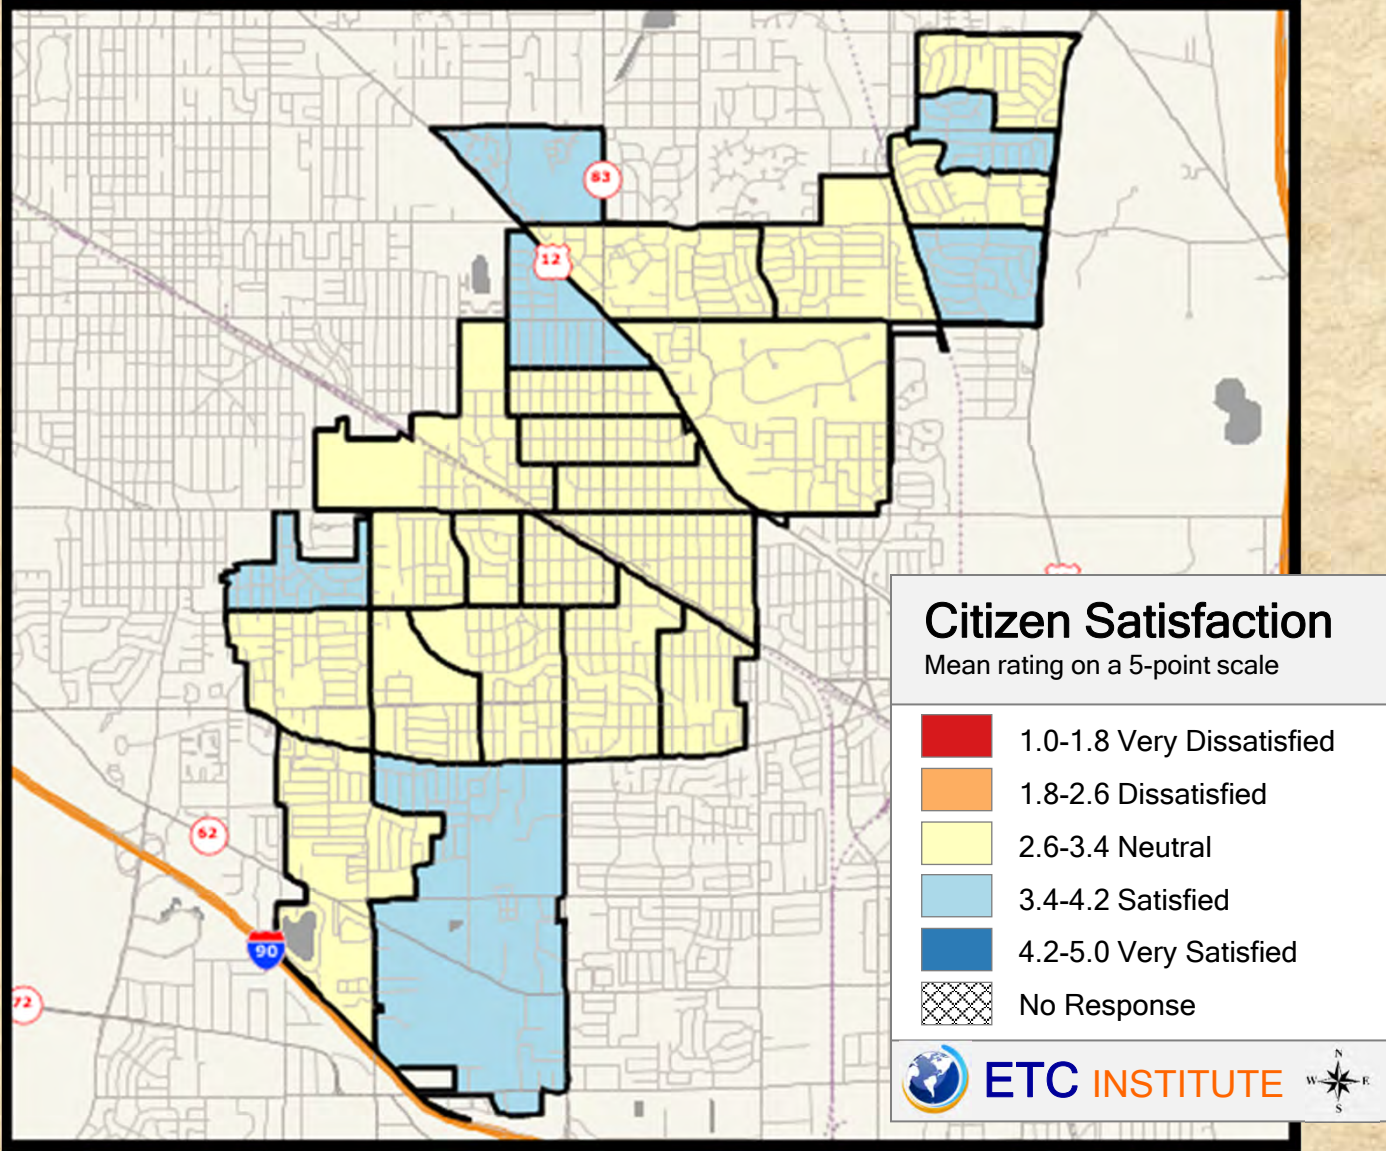 83
12
62
90
72
Citizen Satisfaction
Mean rating on a 5-point scale
1.0-1.8 Very Dissatisfied
1.8-2.6 Dissatisfied
2.6-3.4 Neutral
3.4-4.2 Satisfied
4.2-5.0 Very Satisfied
No Response
ETC INSTITUTE
N
W E
S